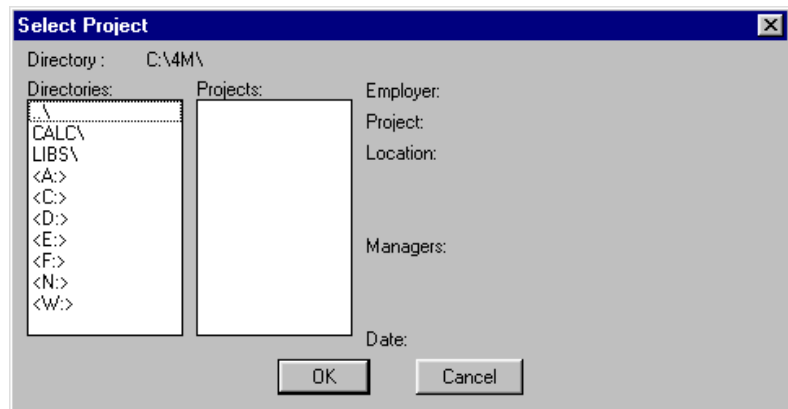 Select Project
Directory : C:\4M\
Directories:
..\
CALC\
LIBS\
<A:>
<C:>
<D:>
<E:>
<F:>
<N:>
<W:>
Projects:
Employer:
Project:
Location:
Managers:
Date:
OK
Cancel